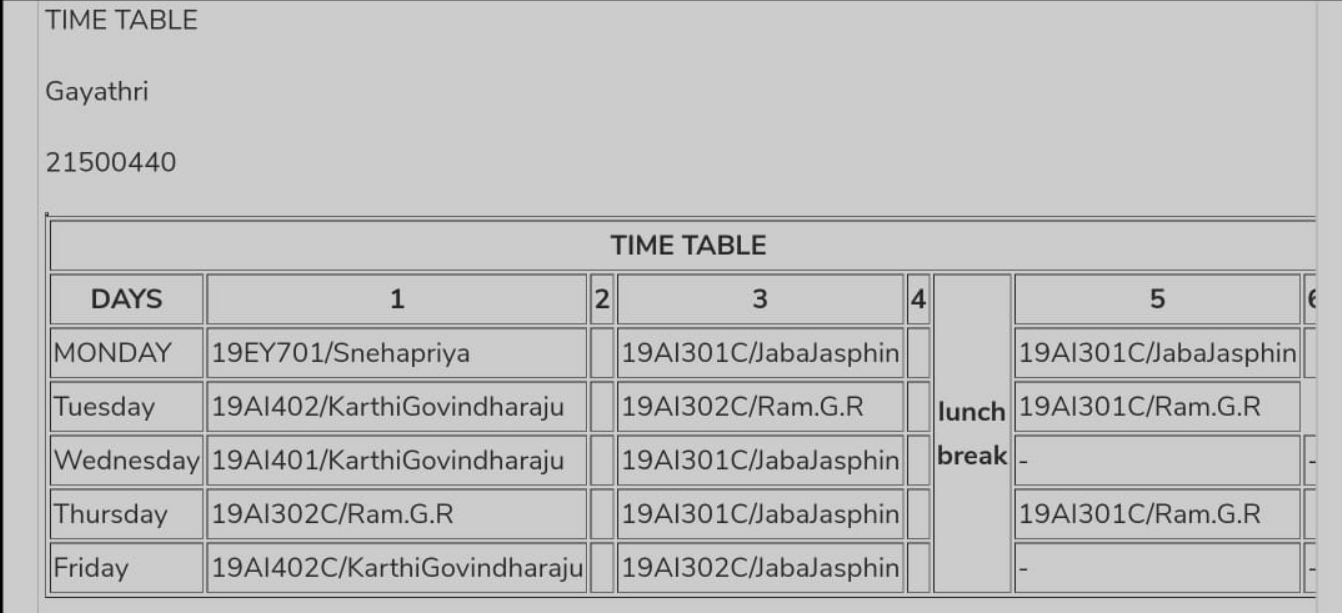 TIME TABLE
Gayathri
21500440
TIME TABLE
DAYS 1 2 3 4 lunch break 5 6
MONDAY 19EY701/Snehapriya 19AI301C/JabaJasphin 19AI301C/JabaJasphin
Tuesday 19AI402/KarthiGovindharaju 19AI302C/Ram.G.R 19AI301C/Ram.G.R
Wednesday 19AI401/KarthiGovindharaju 19AI301C/JabaJasphin - -
Thursday 19AI302C/Ram.G.R 19AI301C/JabaJasphin 19AI301C/Ram.G.R
Friday 19AI402C/KarthiGovindharaju 19AI302C/JabaJasphin - -